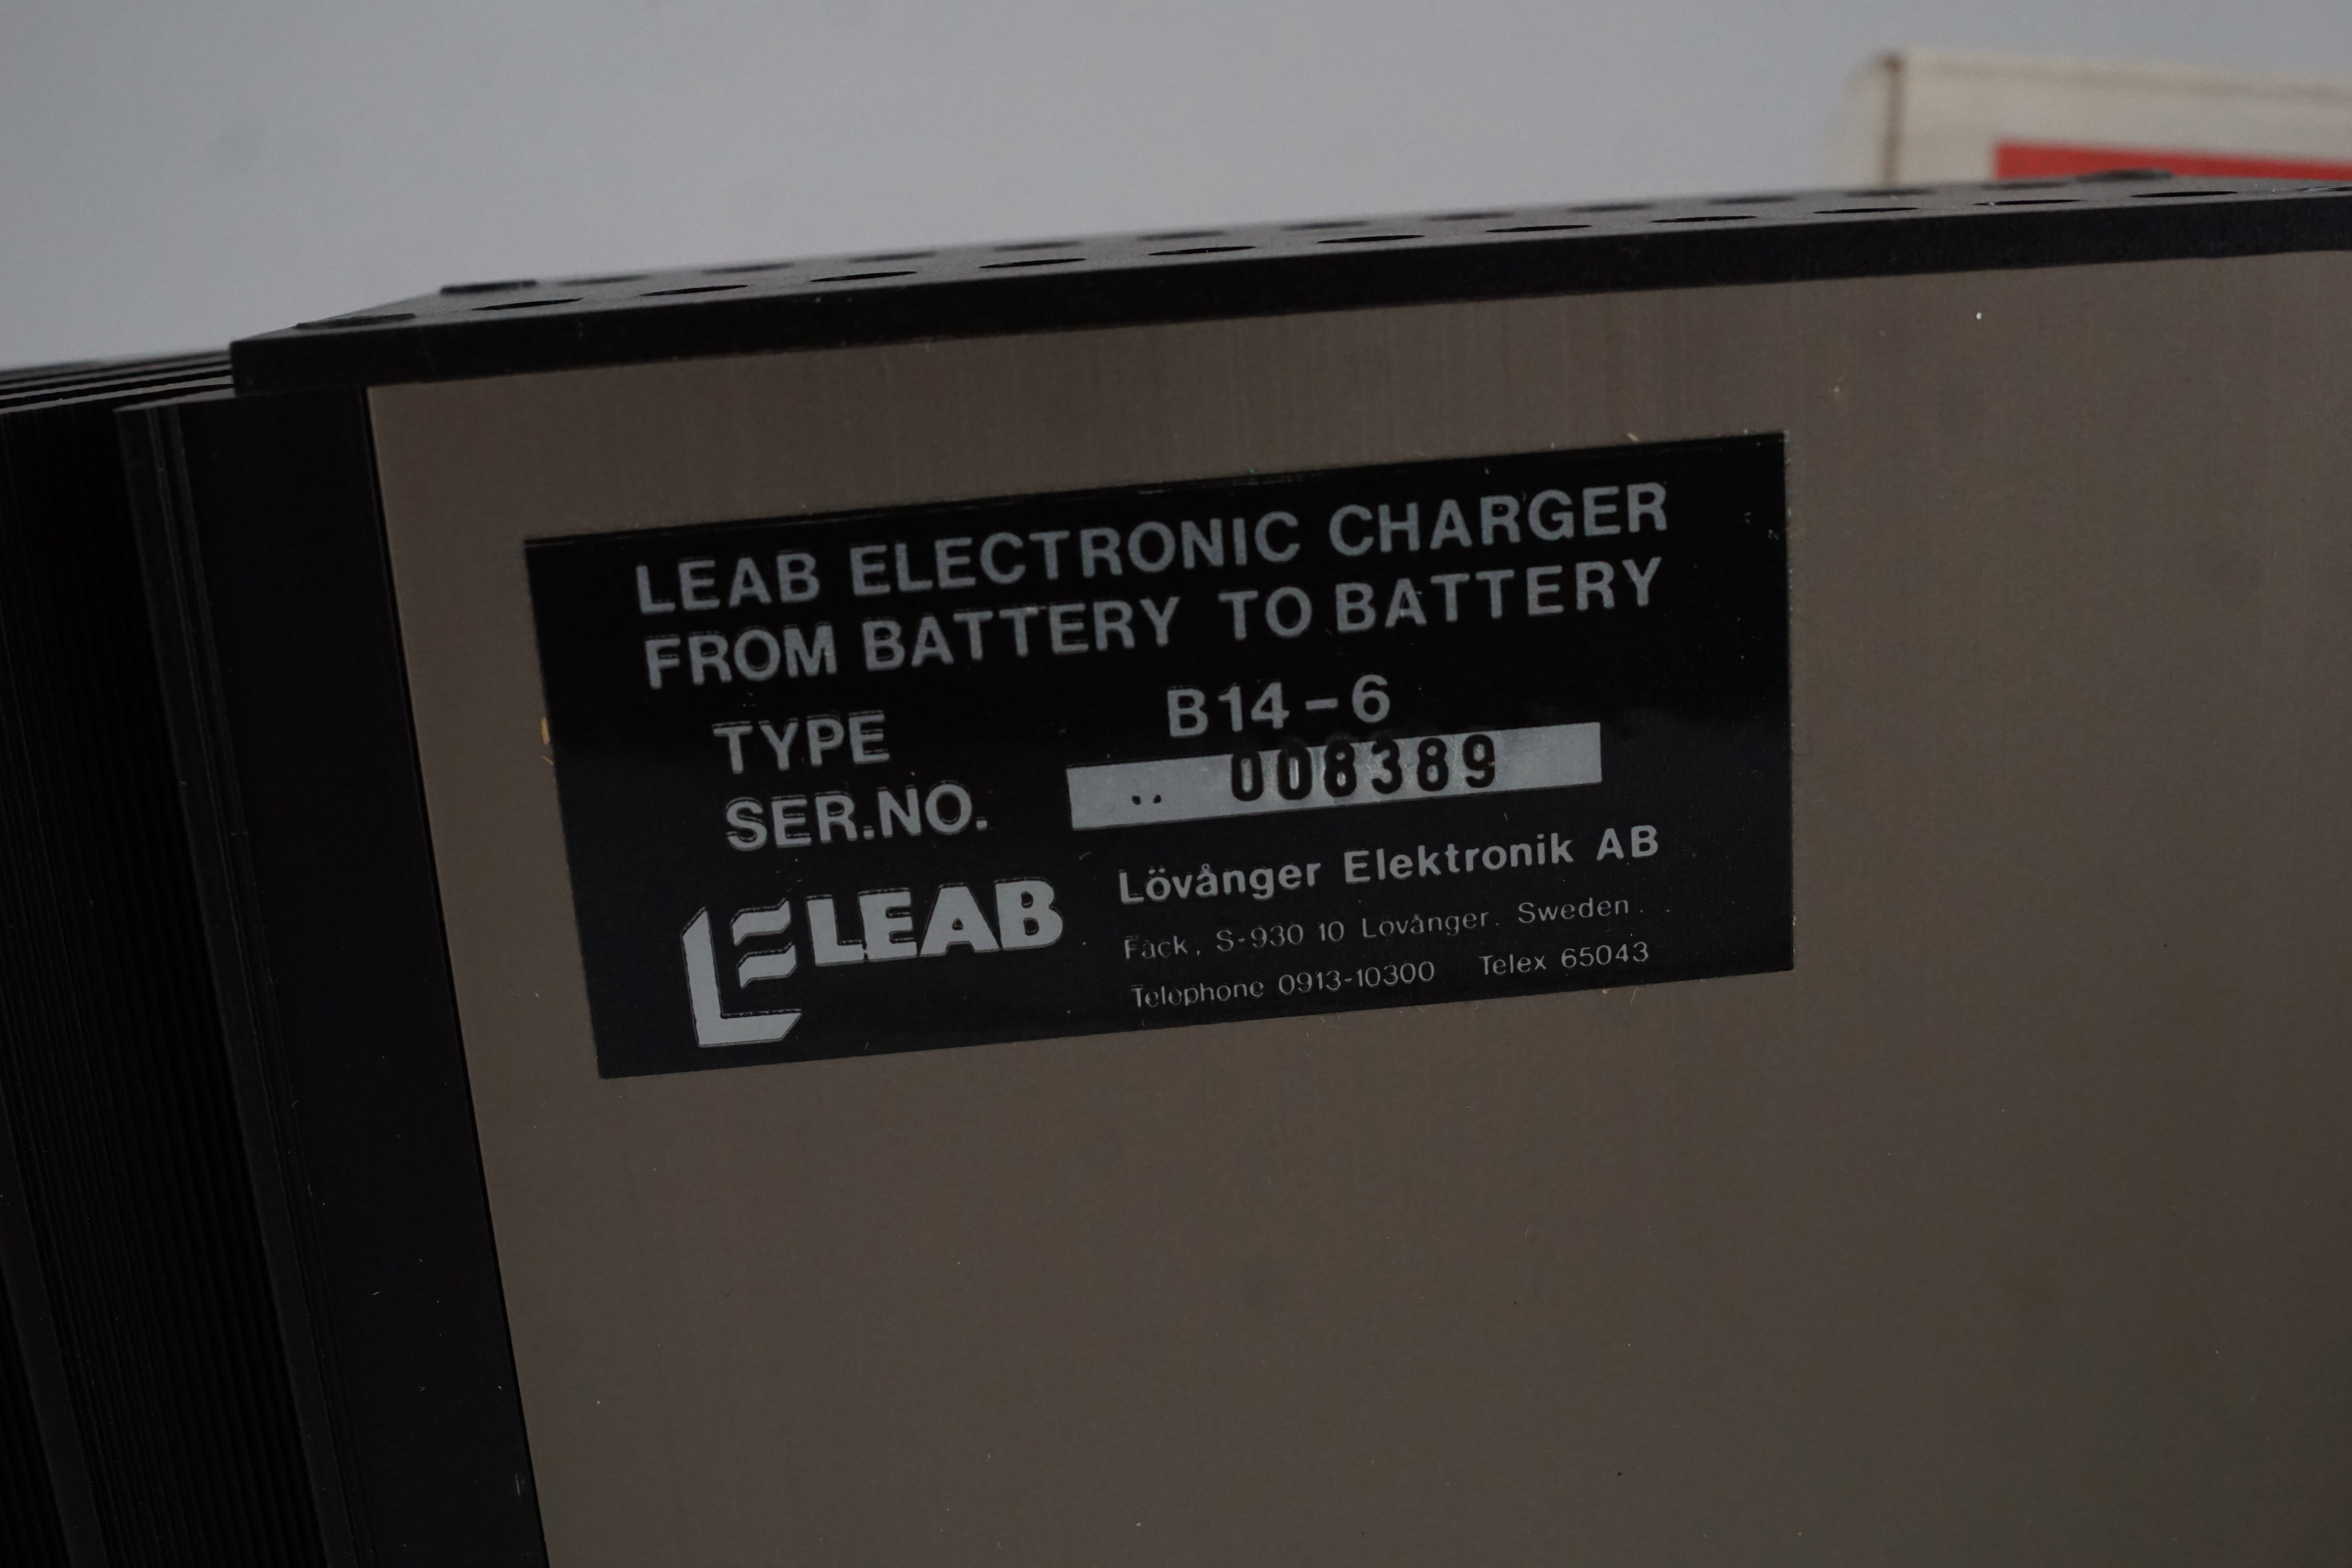 LEAB ELECTRONIC CHARGER
FROM BATTERY TO BATTERY
TYPE B14-6
SER.NO. 008389
LEAB
Lövånger Elektronik AB
Fack, S-930 10 Lövånger. Sweden.
Telephone 0913-10300 Telex 65043